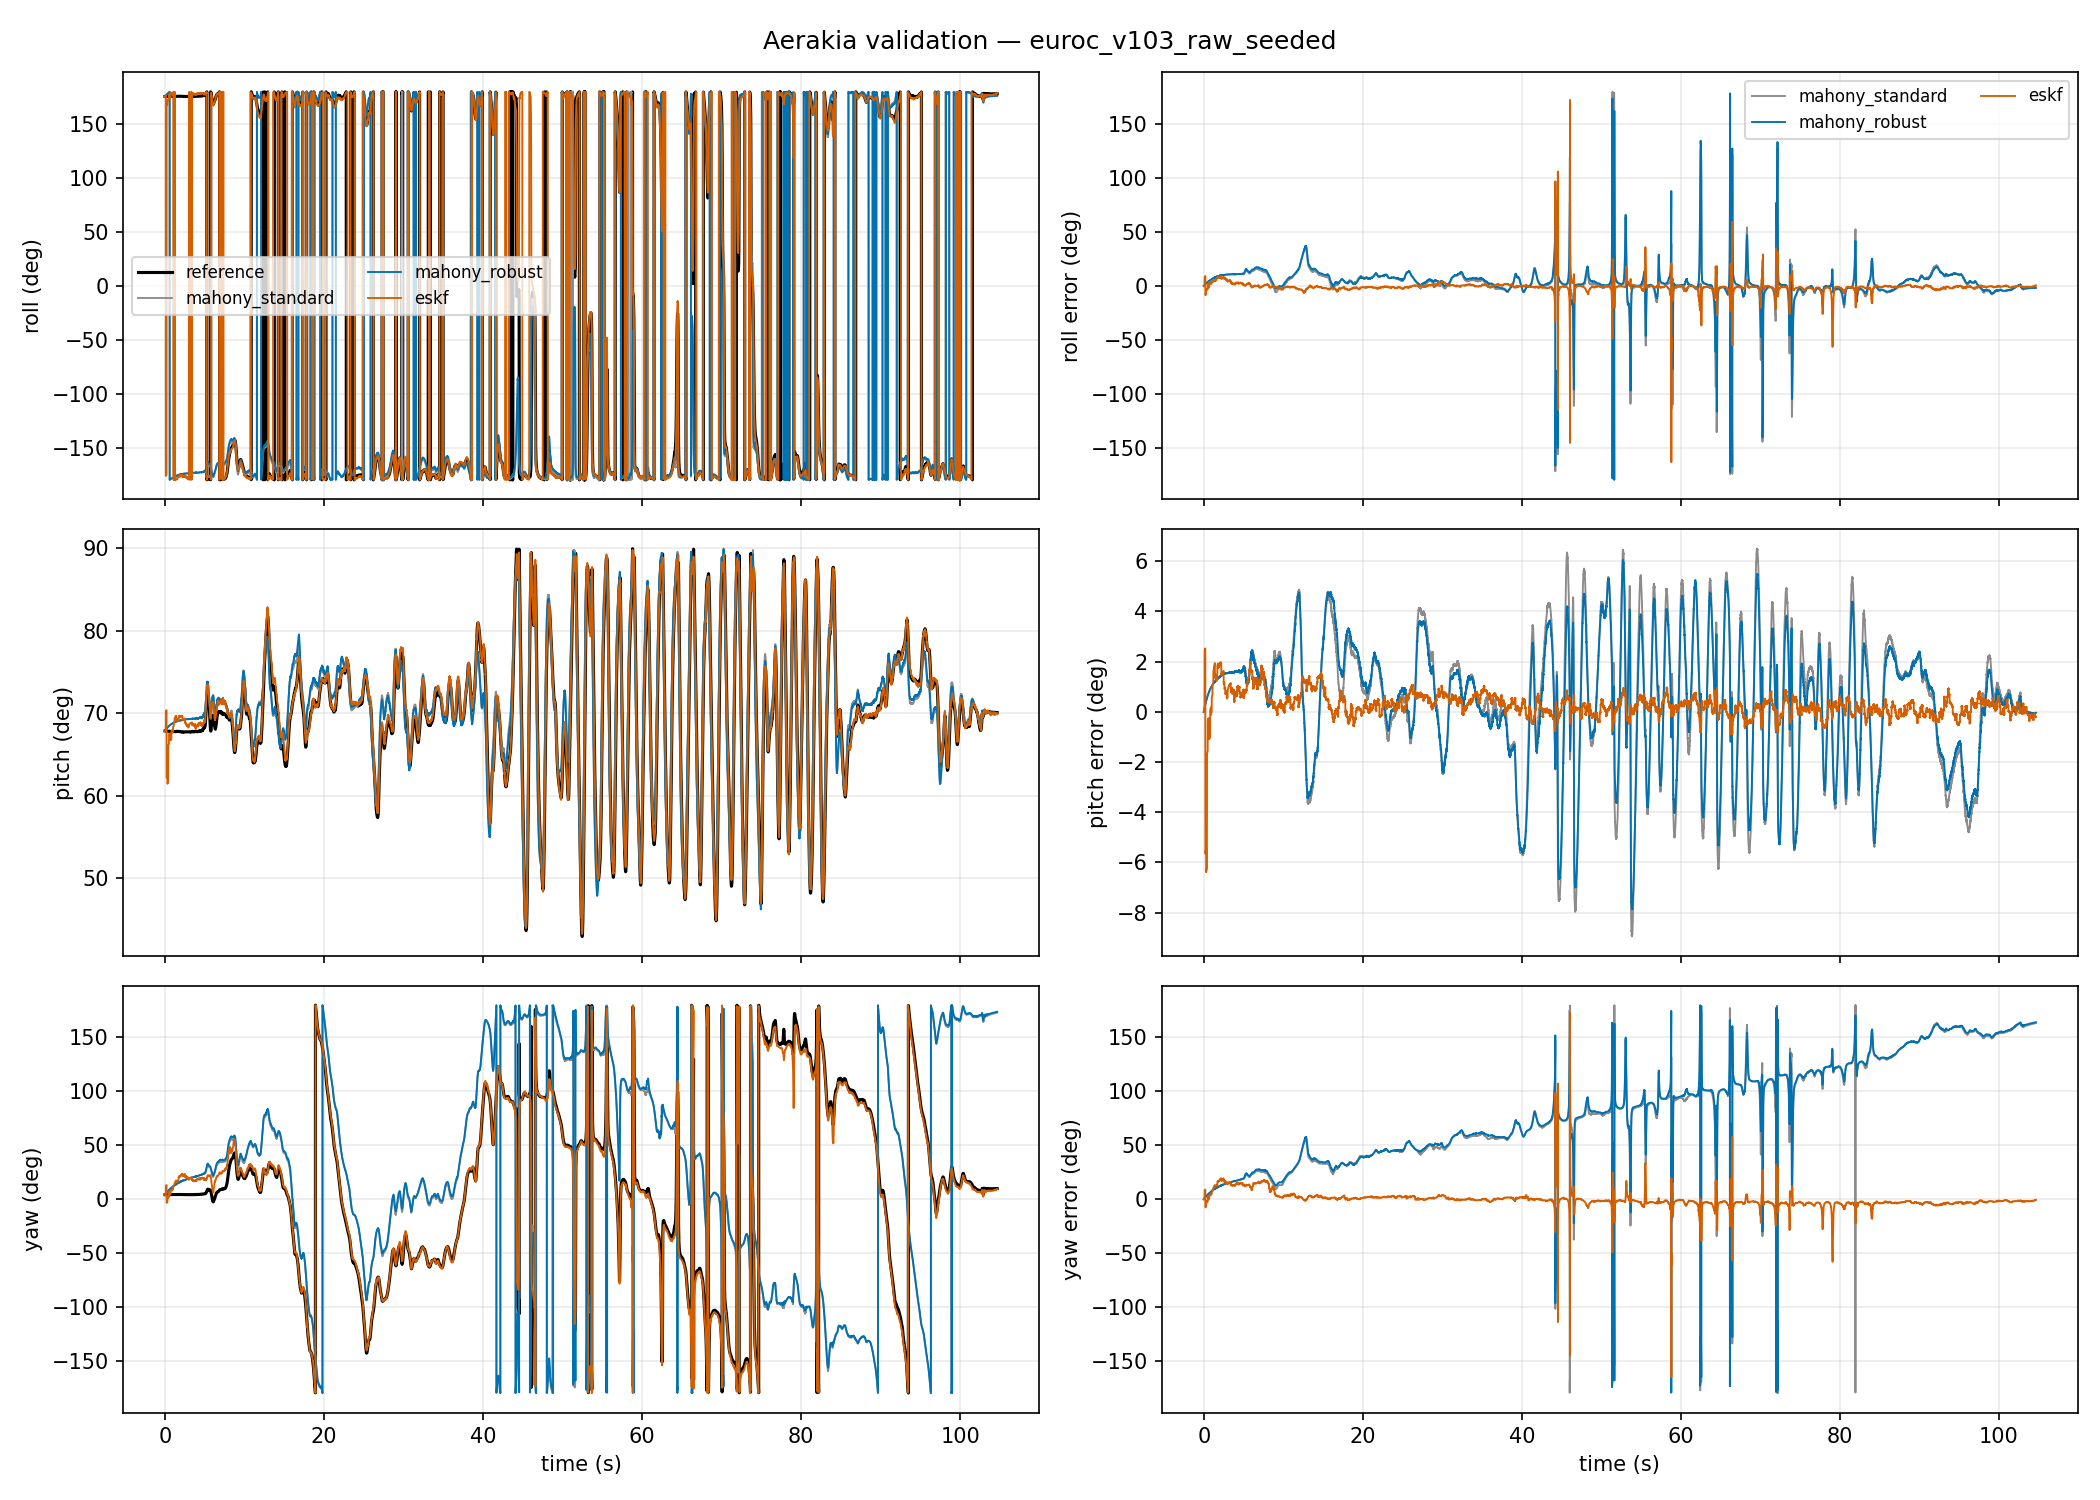 Aerakia validation — euroc_v103_raw_seeded
roll (deg)
150
100
50
0
−50
−100
−150
reference
mahony_standard
mahony_robust
eskf
roll error (deg)
150
100
50
0
−50
−100
−150
mahony_standard
mahony_robust
eskf
pitch (deg)
90
80
70
60
50
pitch error (deg)
6
4
2
0
−2
−4
−6
−8
yaw (deg)
150
100
50
0
−50
−100
−150
0 20 40 60 80 100
time (s)
yaw error (deg)
150
100
50
0
−50
−100
−150
0 20 40 60 80 100
time (s)